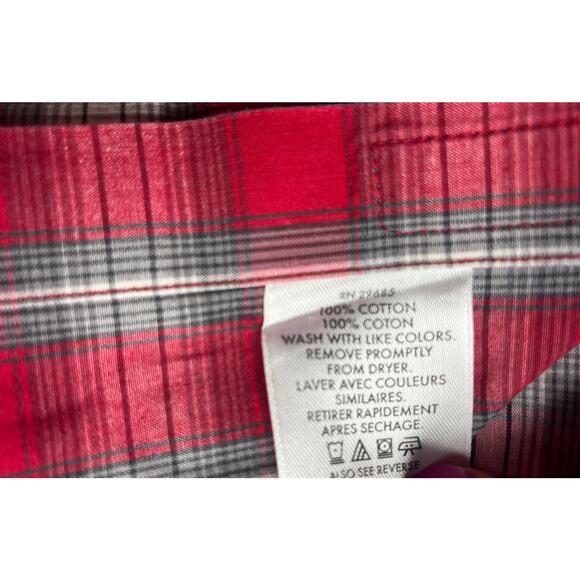 RN 29685
100% COTTON
100% COTON
WASH WITH LIKE COLORS.
REMOVE PROMPTLY
FROM DRYER.
LAVER AVEC COULEURS
SIMILAIRES.
RETIRER RAPIDEMENT
APRES SECHAGE.
ALSO SEE REVERSE